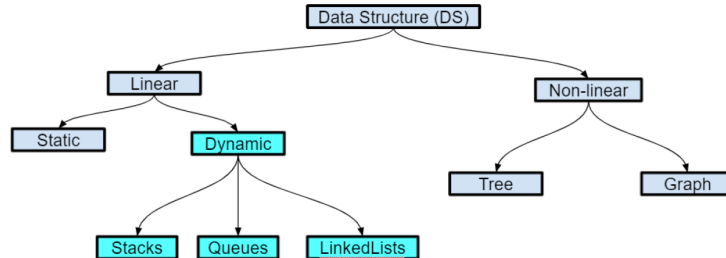 Data Structure (DS)
Linear
Non-linear
Static
Dynamic
Tree
Graph
Stacks
Queues
LinkedLists